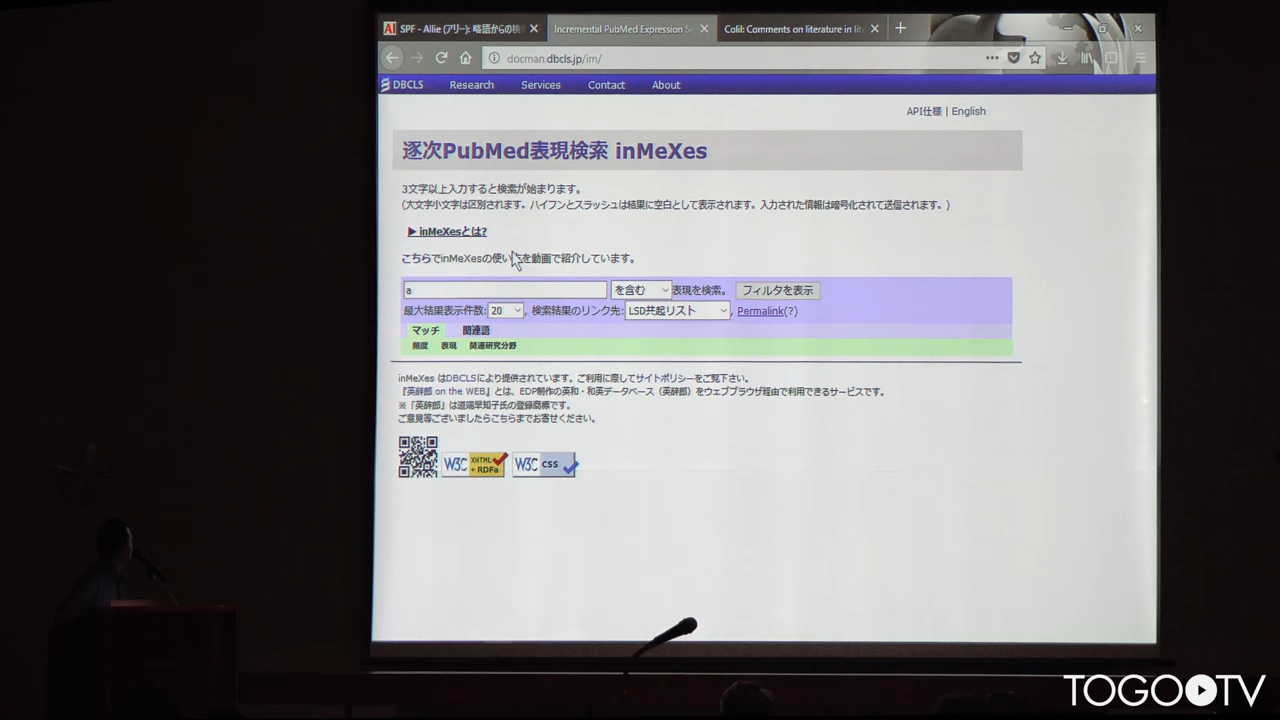 SPF - Allie (アリー): 略語からの検索
Incremental PubMed Expression Se
Colil: Comments on literature in lite
docman.dbcls.jp/im/
DBCLS Research Services Contact About
API仕様 | English
逐次PubMed表現検索 inMeXes
3文字以上入力すると検索が始まります。
(大文字小文字は区別されます。ハイフンとスラッシュは結果に空白として表示されます。入力された情報は暗号化されて送信されます。)
▶ inMeXesとは?
こちらでinMeXesの使い方を動画で紹介しています。
a を含む 表現を検索。 フィルタを表示
最大結果表示件数: 20 , 検索結果のリンク先: LSD共起リスト , Permalink(?)
マッチ 関連語
頻度 表現 関連研究分野
inMeXes はDBCLSにより提供されています。ご利用に際してサイトポリシーをご覧下さい。
『英辞郎 on the WEB』とは、EDP制作の英和・和英データベース（英辞郎）をウェブブラウザ経由で利用できるサービスです。
※「英辞郎」は道端早知子氏の登録商標です。
ご意見等ございましたらこちらまでお寄せください。
W3C XHTML + RDFa W3C CSS
TOGO TV